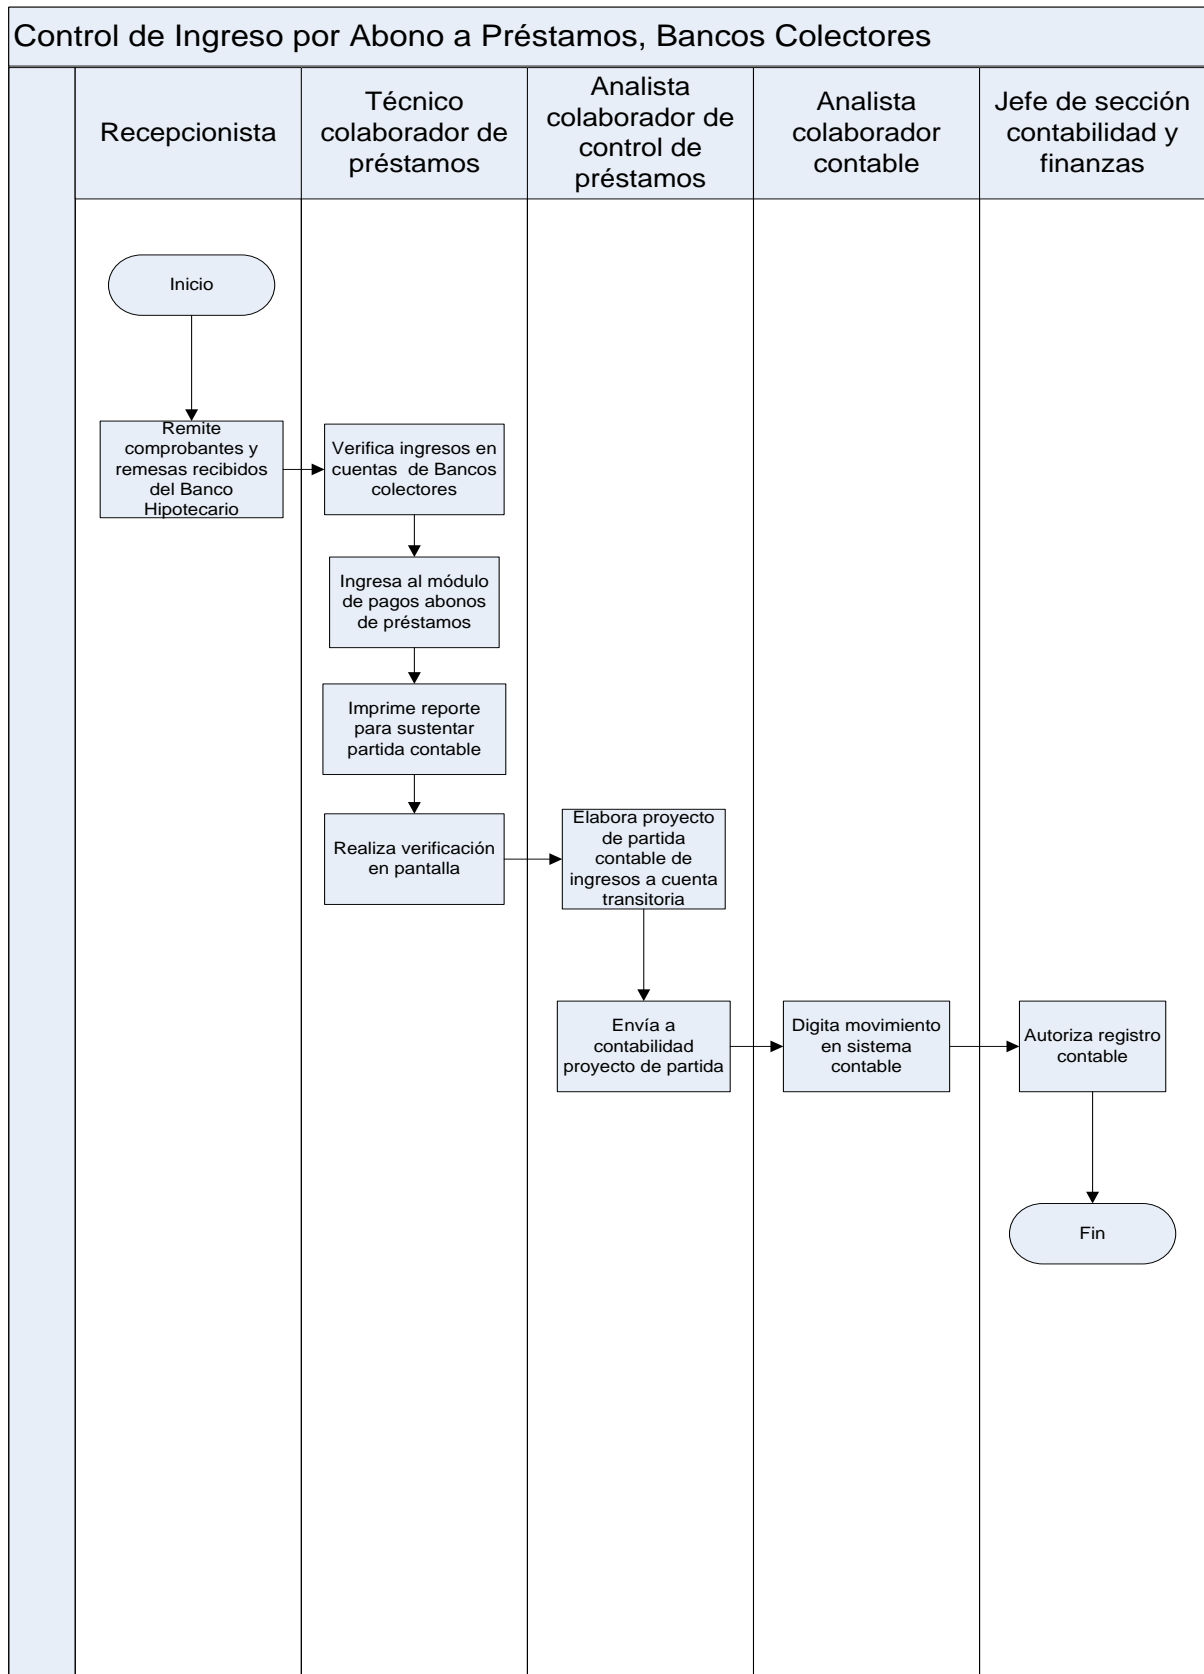 Control de Ingreso por Abono a Préstamos, Bancos Colectores
Recepcionista
Técnico
colaborador de
préstamos
Analista
colaborador de
control de
préstamos
Analista
colaborador
contable
Jefe de sección
contabilidad y
finanzas
Inicio
Remite
comprobantes y
remesas recibidos
del Banco
Hipotecario
Verifica ingresos en
cuentas de Bancos
colectores
Ingresa al módulo
de pagos abonos
de préstamos
Imprime reporte
para sustentar
partida contable
Realiza verificación
en pantalla
Elabora proyecto
de partida
contable de
ingresos a cuenta
transitoria
Envía a
contabilidad
proyecto de partida
Digita movimiento
en sistema
contable
Autoriza registro
contable
Fin